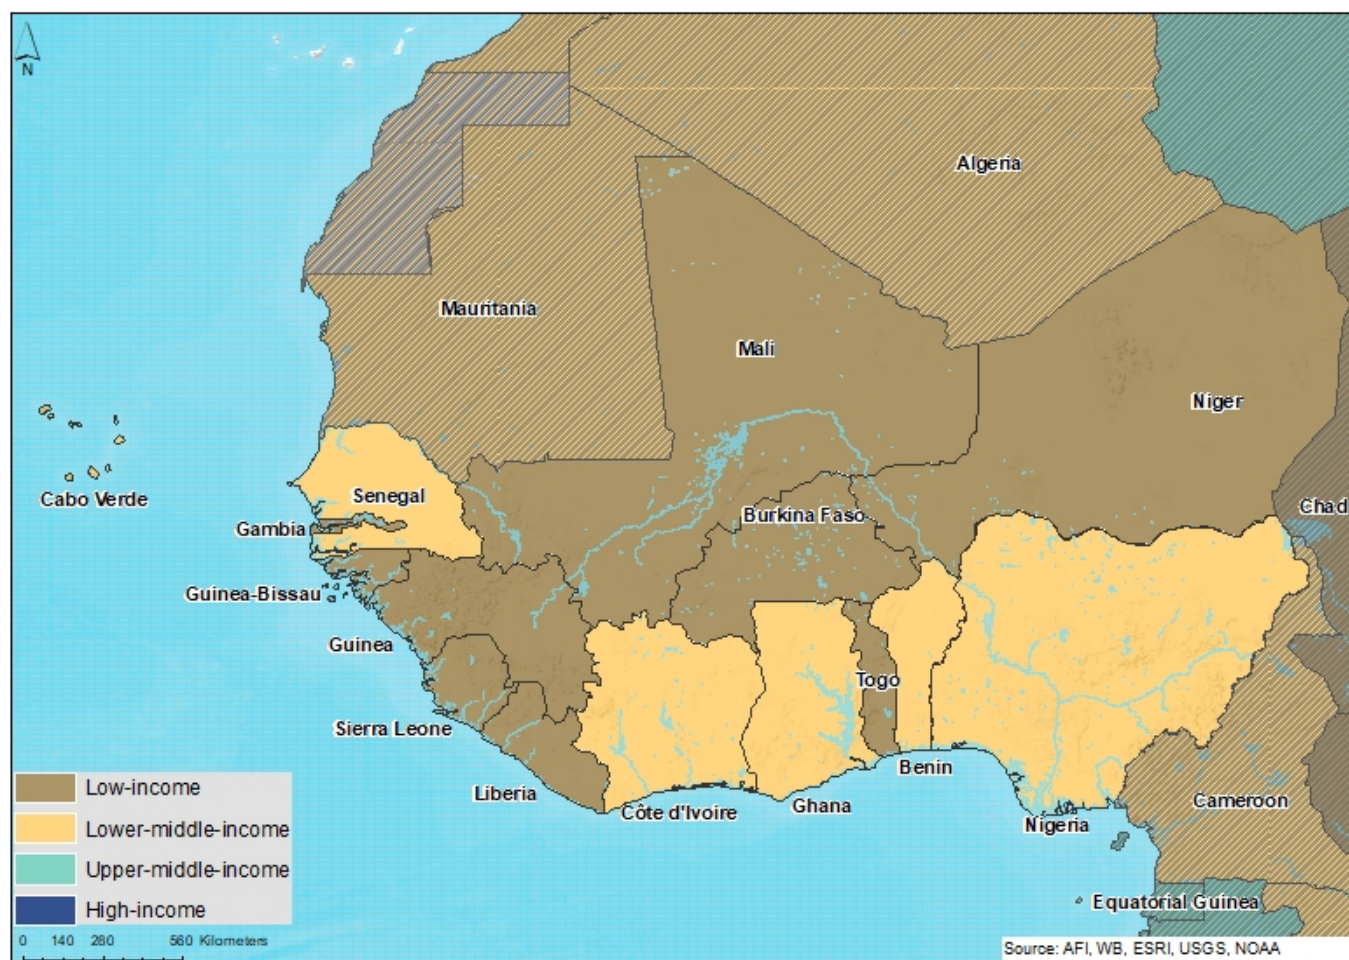 N
Algeria
Mauritania
Mali
Niger
Cabo Verde
Senegal
Chad
Burkina Faso
Gambia
Guinea-Bissau
Guinea
Togo
Sierra Leone
Benin
Liberia
Côte d'Ivoire
Ghana
Nigeria
Cameroon
Equatorial Guinea
Low-income
Lower-middle-income
Upper-middle-income
High-income
0 140 280 560 Kilometers
Source: AFI, WB, ESRI, USGS, NOAA